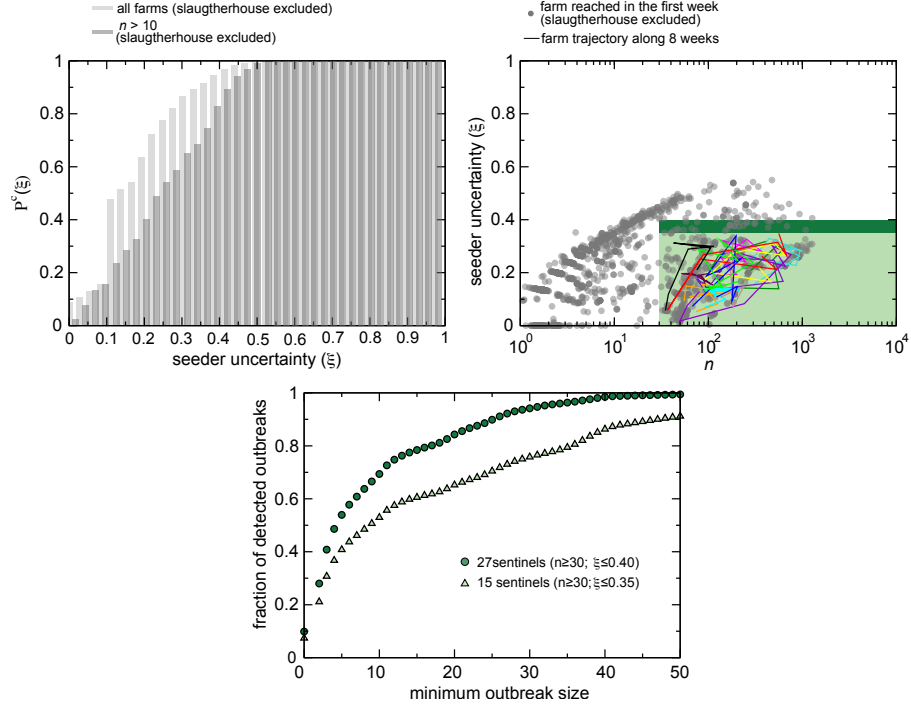 all farms (slaugtherhouse excluded)
n > 10
(slaugtherhouse excluded)
1
0.8
0.6
0.4
0.2
0
P^c(ξ)
0.1 0.2 0.3 0.4 0.5 0.6 0.7 0.8 0.9 1
seeder uncertainty (ξ)
farm reached in the first week
(slaugtherhouse excluded)
farm trajectory along 8 weeks
1
0.8
0.6
0.4
0.2
0
seeder uncertainty (ξ)
10^0 10^1 10^2 10^3 10^4
n
1
0.8
0.6
0.4
0.2
0
fraction of detected outbreaks
27sentinels (n≥30; ξ≤0.40)
15 sentinels (n≥30;ξ≤0.35)
0 10 20 30 40 50
minimum outbreak size